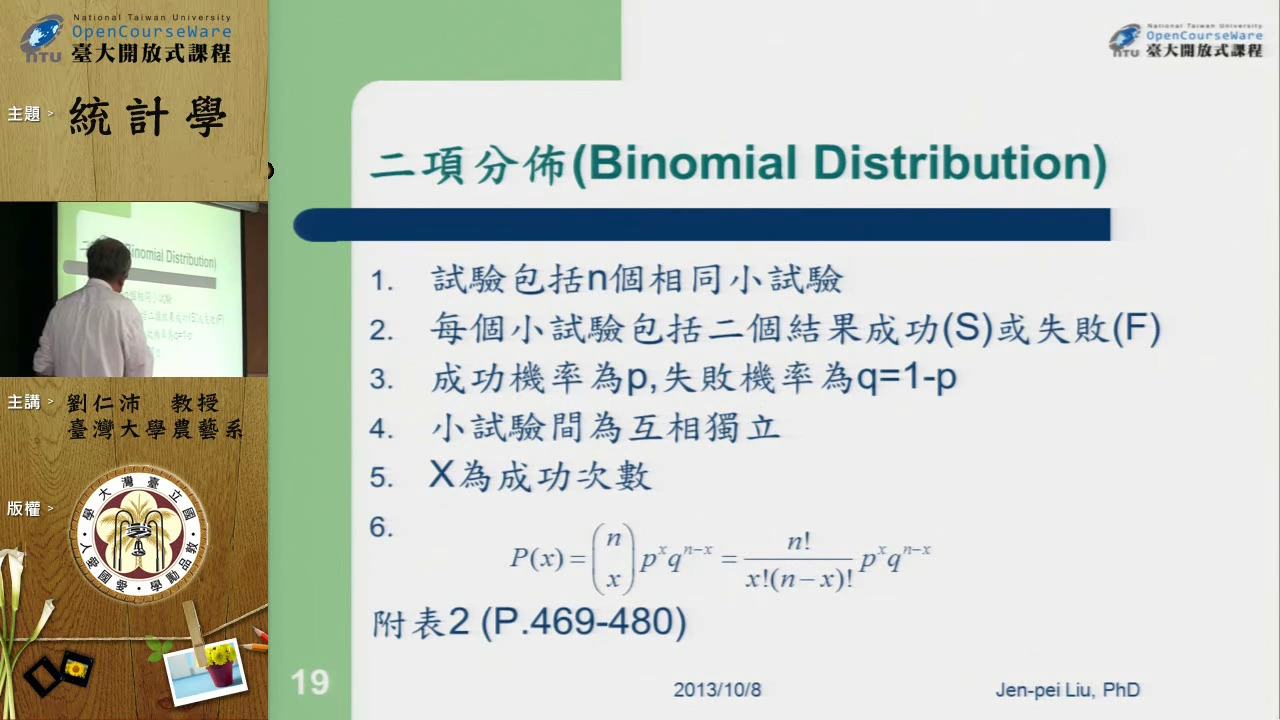 National Taiwan University
OpenCourseWare
NTU 臺大開放式課程
主題 > 統計學
主講 > 劉仁沛 教授
臺灣大學農藝系
版權 >
National Taiwan University
OpenCourseWare
NTU 臺大開放式課程
二項分佈(Binomial Distribution)
1. 試驗包括n個相同小試驗
2. 每個小試驗包括二個結果成功(S)或失敗(F)
3. 成功機率為p,失敗機率為q=1-p
4. 小試驗間為互相獨立
5. X為成功次數
6. P(x) = (n x) p^x q^{n-x} = n!/(x!(n-x)!) p^x q^{n-x}
附表2 (P.469-480)
19 2013/10/8 Jen-pei Liu, PhD